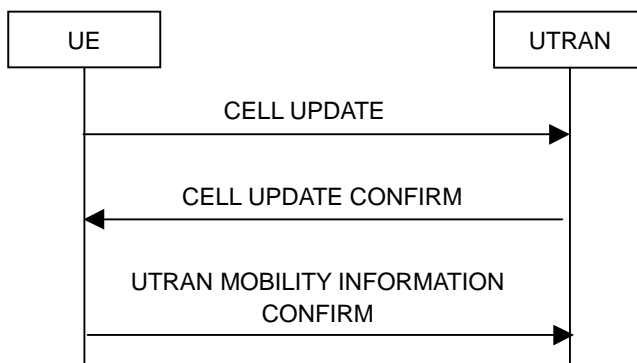 UE
UTRAN
CELL UPDATE
CELL UPDATE CONFIRM
UTRAN MOBILITY INFORMATION
CONFIRM